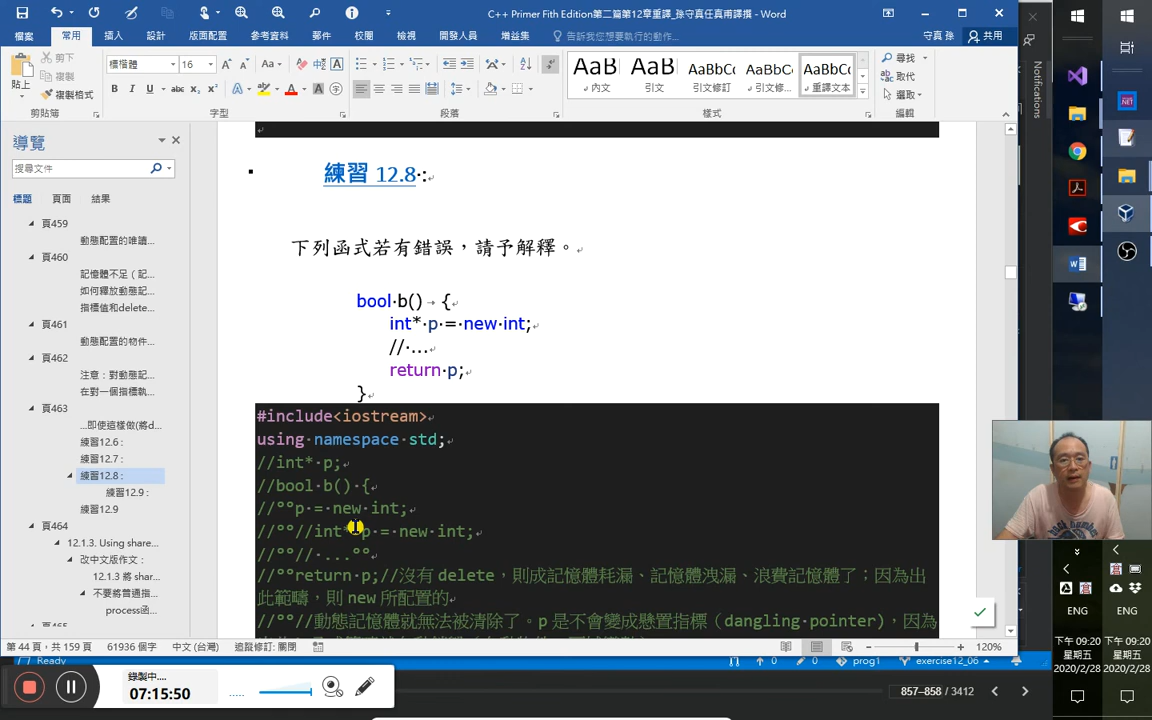 C++ Primer Fith Edition第二篇第12章重譯_孫守真任真甫譯撰 - Word
檔案 常用 插入 設計 版面配置 參考資料 郵件 校閱 檢視 開發人員 增益集 告訴我您想要執行的動作... 守真 孫 共用
貼上 剪下 複製 複製格式
標楷體 16
剪貼簿 字型 段落 樣式 編輯
AaB AaB AaBbC AaBbC AaBbC
內文 引文 引文修訂 引文修... 重譯文本
尋找 取代 選取
Notifications
導覽
搜尋文件
標題 頁面 結果
頁459
動態配置的唯讀...
頁460
記憶體不足（記...
如何釋放動態記...
指標值和delete...
頁461
動態配置的物件...
頁462
注意：對動態記...
在對一個指標執...
頁463
...即使這樣做(將d...
練習12.6 :
練習12.7 :
練習12.8 :
練習12.9 :
練習12.9
頁464
12.1.3. Using share...
改中文版作文：
12.1.3 將 shar...
不要將普通指...
process函...
頁465
練習 12.8 :
下列函式若有錯誤，請予解釋。
bool b() {
int* p = new int;
// ...
return p;
}
#include<iostream>
using namespace std;
//int* p;
//bool b() {
//  p = new int;
//  //int* p = new int;
//  // ...
//  return p;//沒有 delete，則成記憶體耗漏、記憶體洩漏、浪費記憶體了；因為出
此範疇，則 new 所配置的
//  //動態記憶體就無法被清除了。p 是不會變成懸置指標（dangling pointer），因為
第 44 頁，共 159 頁 61936 個字 中文 (台灣) 追蹤修訂: 關閉 120%
Ready 0 0 prog1 exercise12_06
錄製中....
07:15:50
857–858 / 3412
ENG ENG
下午 09:20 下午 09:20
星期五 星期五
2020/2/28 2020/2/28